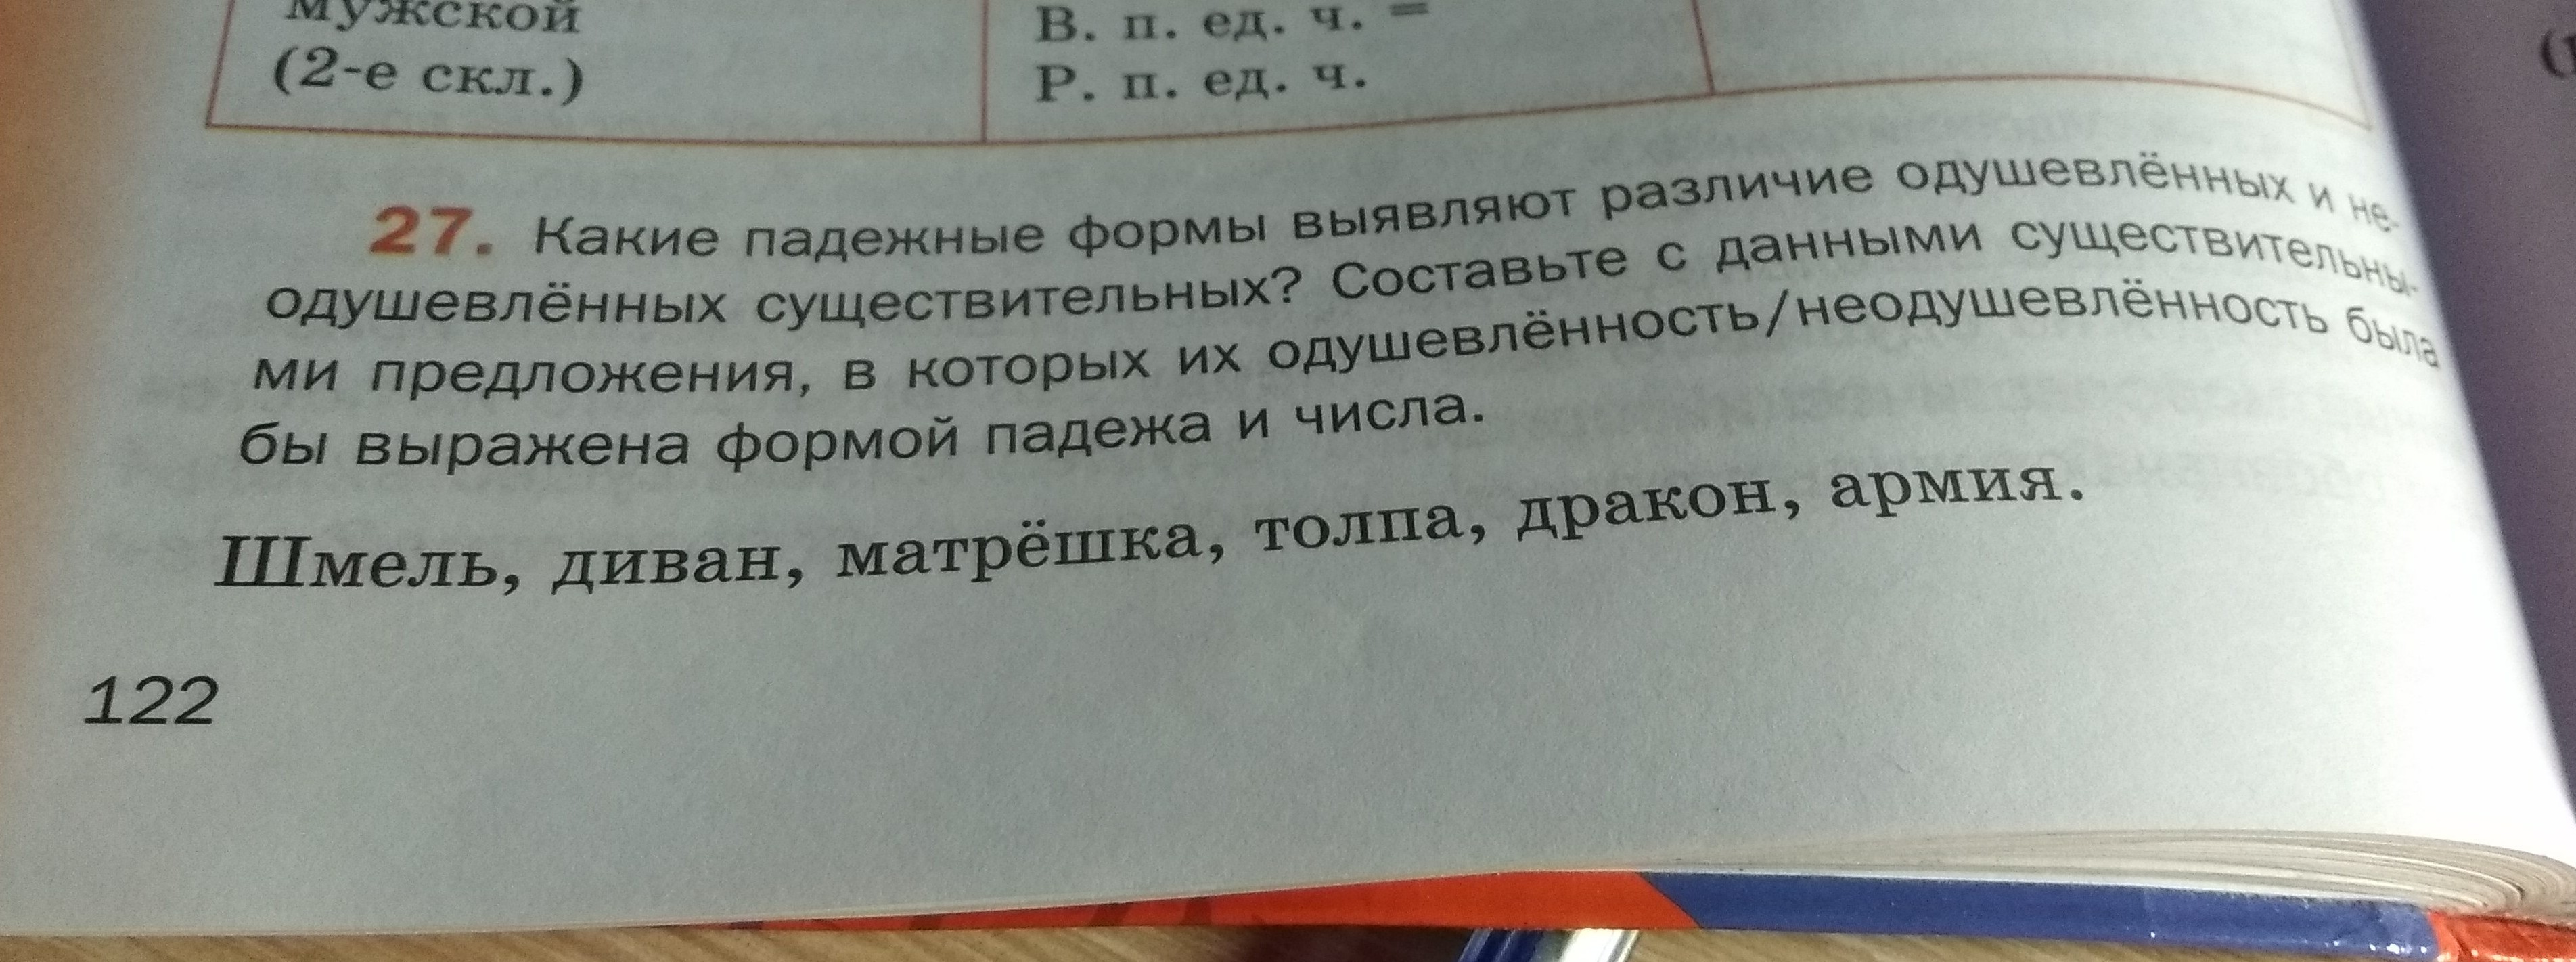 мужской
(2-е скл.)
В. п. ед. ч. =
Р. п. ед. ч.
27. Какие падежные формы выявляют различие одушевлённых и не-
одушевлённых существительных? Составьте с данными существительны-
ми предложения, в которых их одушевлённость/неодушевлённость была
бы выражена формой падежа и числа.
Шмель, диван, матрёшка, толпа, дракон, армия.
122